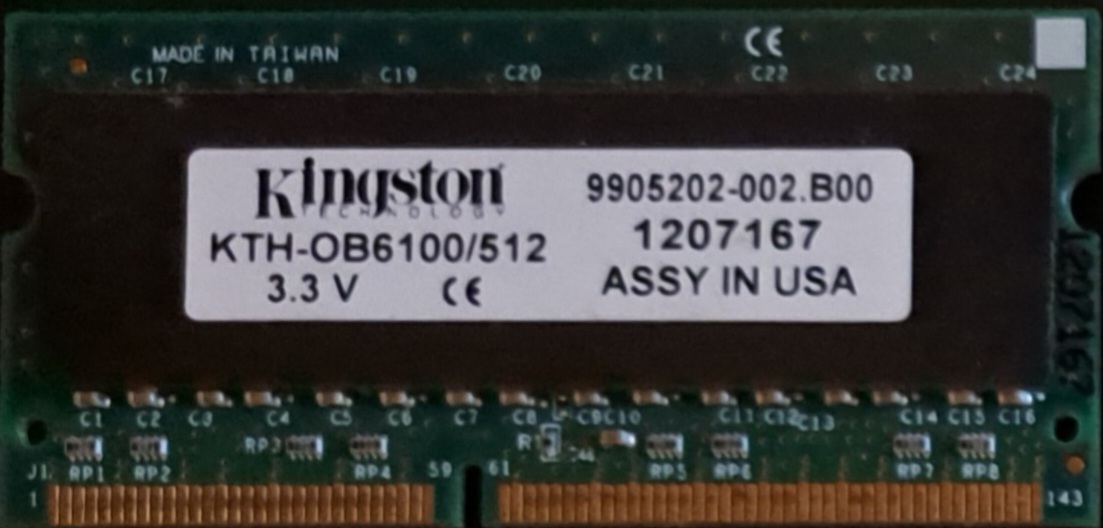 MADE IN TAIWAN
CE
C17 C18 C19 C20 C21 C22 C23 C24
Kingston
TECHNOLOGY
KTH-OB6100/512
3.3 V CE
9905202-002.B00
1207167
ASSY IN USA
1207167
C1 C2 C3 C4 C5 C6 C7 C8 C9 C10 C11 C12 C13 C14 C15 C16
RP3 R
J1 RP1 RP2 RP4 59 61 RP5 RP6 RP7 RP8
1 143